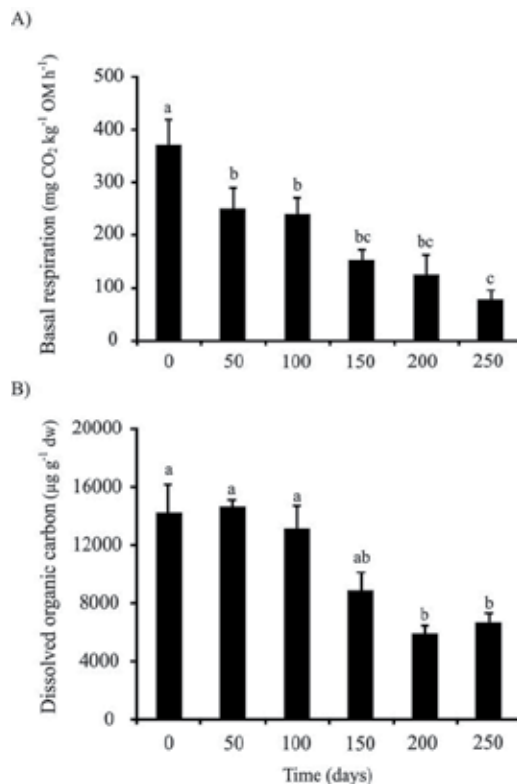 A)
Basal respiration (mg CO₂ kg⁻¹ OM h⁻¹)
500
400
300
200
100
0
a
b
b
bc
bc
c
0 50 100 150 200 250
B)
Dissolved organic carbon (µg g⁻¹ dw)
20000
16000
12000
8000
4000
0
a
a
a
ab
b
b
0 50 100 150 200 250
Time (days)